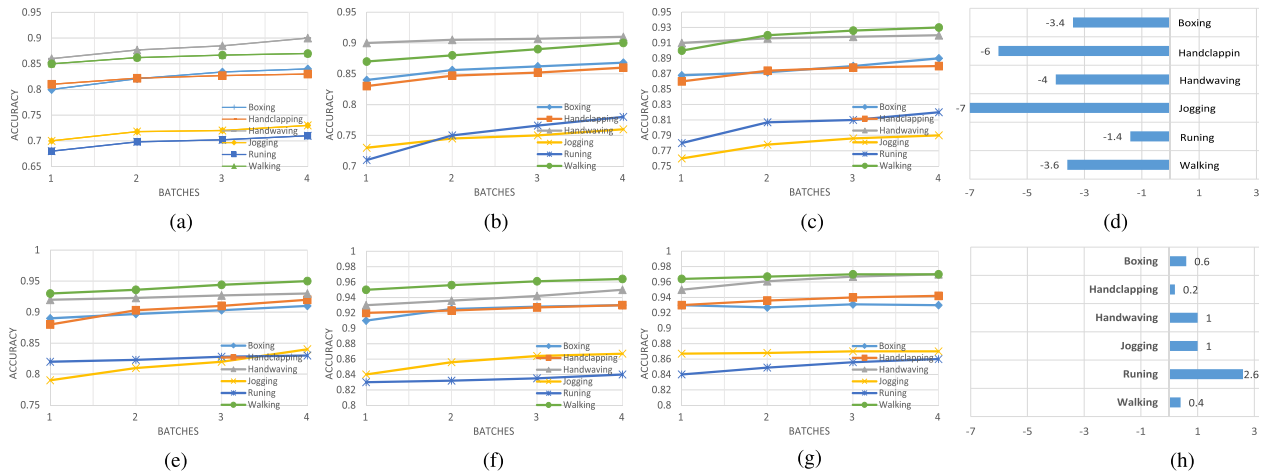 0.95
0.9
0.85
0.8
0.75
0.7
0.65
ACCURACY
1 2 3 4
BATCHES
Boxing
Handclapping
Handwaving
Jogging
Runing
Walking
(a)
0.95
0.9
0.85
0.8
0.75
0.7
ACCURACY
1 2 3 4
BATCHES
Boxing
Handclapping
Handwaving
Jogging
Runing
Walking
(b)
0.95
0.93
0.91
0.89
0.87
0.85
0.83
0.81
0.79
0.77
0.75
ACCURACY
1 2 3 4
BATCHES
Boxing
Handclapping
Handwaving
Jogging
Runing
Walking
(c)
-3.4 Boxing
-6 Handclappin
-4 Handwaving
-7 Jogging
-1.4 Runing
-3.6 Walking
-7 -5 -3 -1 1 3
(d)
1
0.95
0.9
0.85
0.8
0.75
ACCURACY
1 2 3 4
BATCHES
Boxing
Handclapping
Handwaving
Jogging
Runing
Walking
(e)
1
0.98
0.96
0.94
0.92
0.9
0.88
0.86
0.84
0.82
0.8
ACCURACY
1 2 3 4
BATCHES
Boxing
Handclapping
Handwaving
Jogging
Runing
Walking
(f)
1
0.98
0.96
0.94
0.92
0.9
0.88
0.86
0.84
0.82
0.8
ACCURACY
1 2 3 4
BATCHES
Boxing
Handclapping
Handwaving
Jogging
Runing
Walking
(g)
Boxing 0.6
Handclapping 0.2
Handwaving 1
Jogging 1
Runing 2.6
Walking 0.4
-7 -5 -3 -1 1 3
(h)